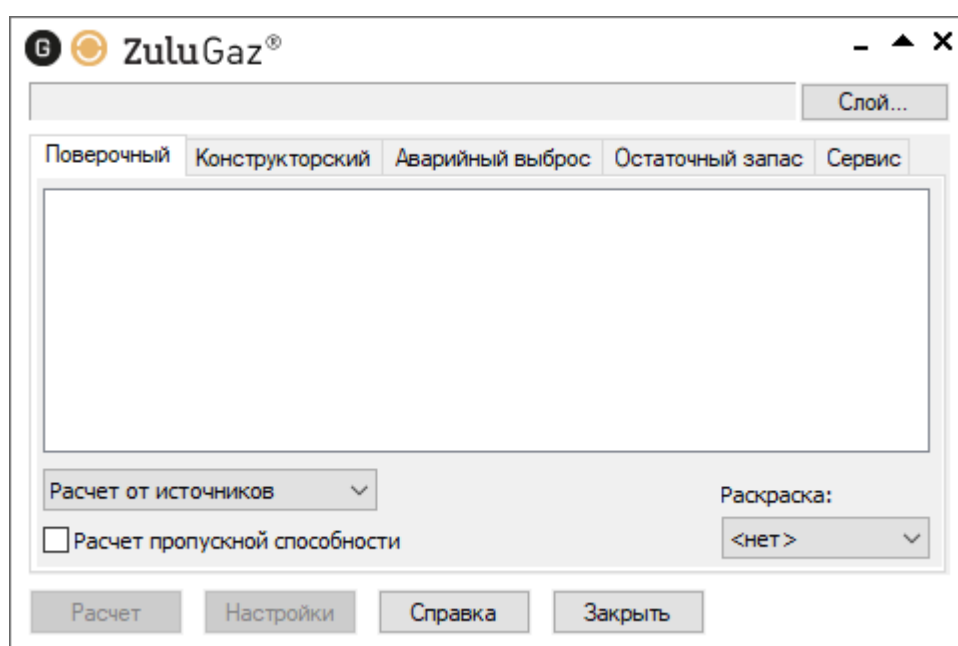 G ZuluGaz®
Слой...
Поверочный Конструкторский Аварийный выброс Остаточный запас Сервис
Расчет от источников
Раскраска:
Расчет пропускной способности
<нет>
Расчет Настройки Справка Закрыть